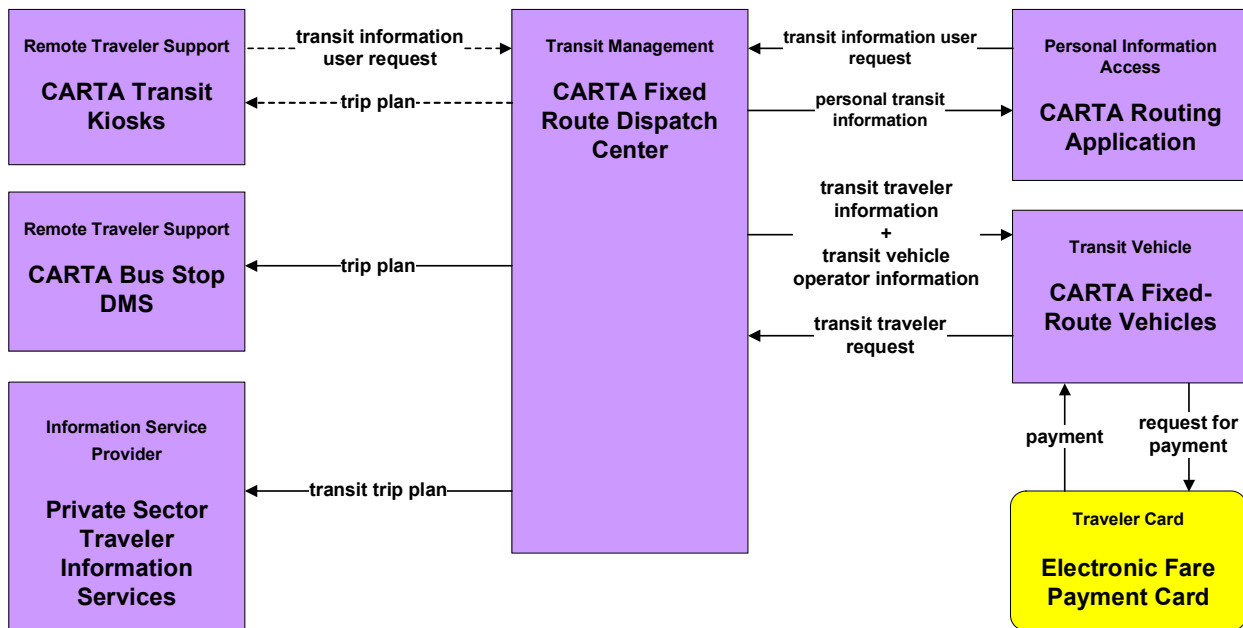 Remote Traveler Support
CARTA Transit
Kiosks
transit information
user request
trip plan
Transit Management
CARTA Fixed
Route Dispatch
Center
transit information user
request
personal transit
information
Personal Information
Access
CARTA Routing
Application
Remote Traveler Support
CARTA Bus Stop
DMS
trip plan
transit traveler
information
+
transit vehicle
operator information
transit traveler
request
Transit Vehicle
CARTA Fixed-
Route Vehicles
Information Service
Provider
Private Sector
Traveler
Information
Services
transit trip plan
payment
request for
payment
Traveler Card
Electronic Fare
Payment Card